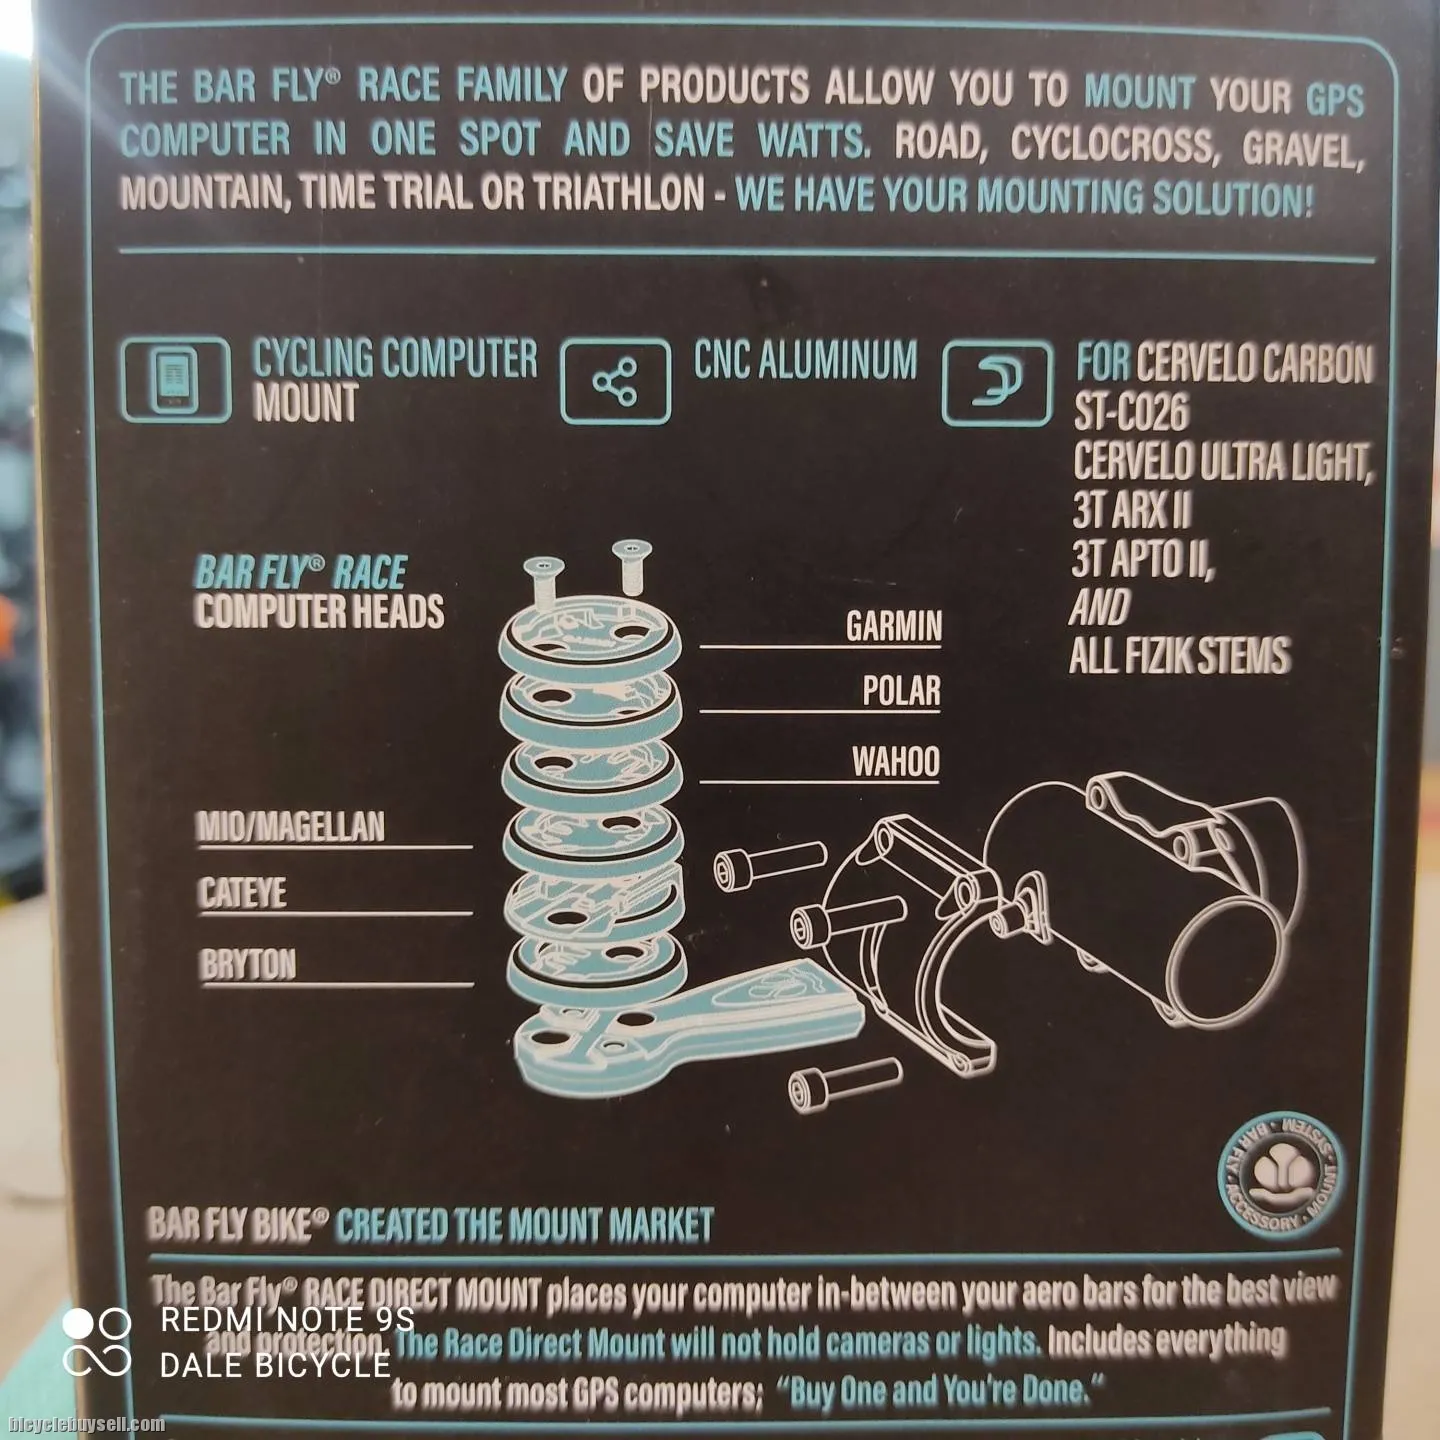 THE BAR FLY® RACE FAMILY OF PRODUCTS ALLOW YOU TO MOUNT YOUR GPS
COMPUTER IN ONE SPOT AND SAVE WATTS. ROAD, CYCLOCROSS, GRAVEL,
MOUNTAIN, TIME TRIAL OR TRIATHLON - WE HAVE YOUR MOUNTING SOLUTION!
CYCLING COMPUTER
MOUNT
CNC ALUMINUM
FOR CERVELO CARBON
ST-C026
CERVELO ULTRA LIGHT,
3T ARX II
3T APTO II,
AND
ALL FIZIK STEMS
BAR FLY® RACE
COMPUTER HEADS
GARMIN
POLAR
WAHOO
MIO/MAGELLAN
CATEYE
BRYTON
BAR FLY · ACCESSORY · MOUNT · SYSTEM
BAR FLY BIKE® CREATED THE MOUNT MARKET
The Bar Fly® RACE DIRECT MOUNT places your computer in-between your aero bars for the best view
and protection. The Race Direct Mount will not hold cameras or lights. Includes everything
to mount most GPS computers; "Buy One and You're Done."
REDMI NOTE 9S
DALE BICYCLE
bicyclebuysell.com